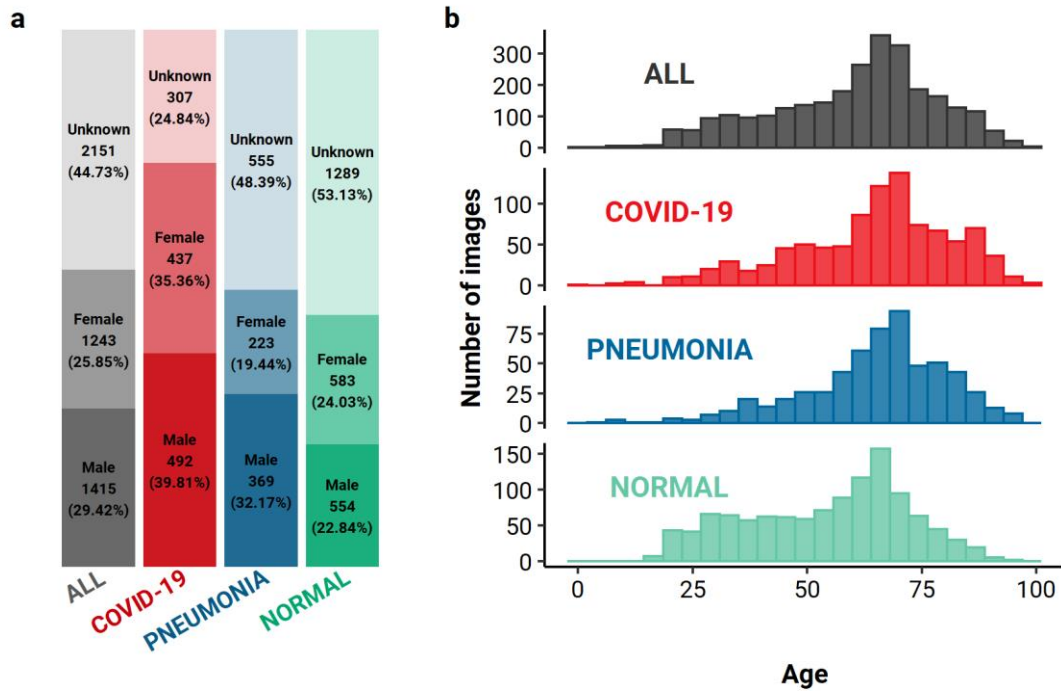 a
Unknown
2151
(44.73%)
Female
1243
(25.85%)
Male
1415
(29.42%)
ALL
Unknown
307
(24.84%)
Female
437
(35.36%)
Male
492
(39.81%)
COVID-19
Unknown
555
(48.39%)
Female
223
(19.44%)
Male
369
(32.17%)
PNEUMONIA
Unknown
1289
(53.13%)
Female
583
(24.03%)
Male
554
(22.84%)
NORMAL
b
Number of images
300
200
100
0
ALL
100
50
0
COVID-19
75
50
25
0
PNEUMONIA
150
100
50
0
NORMAL
0 25 50 75 100
Age